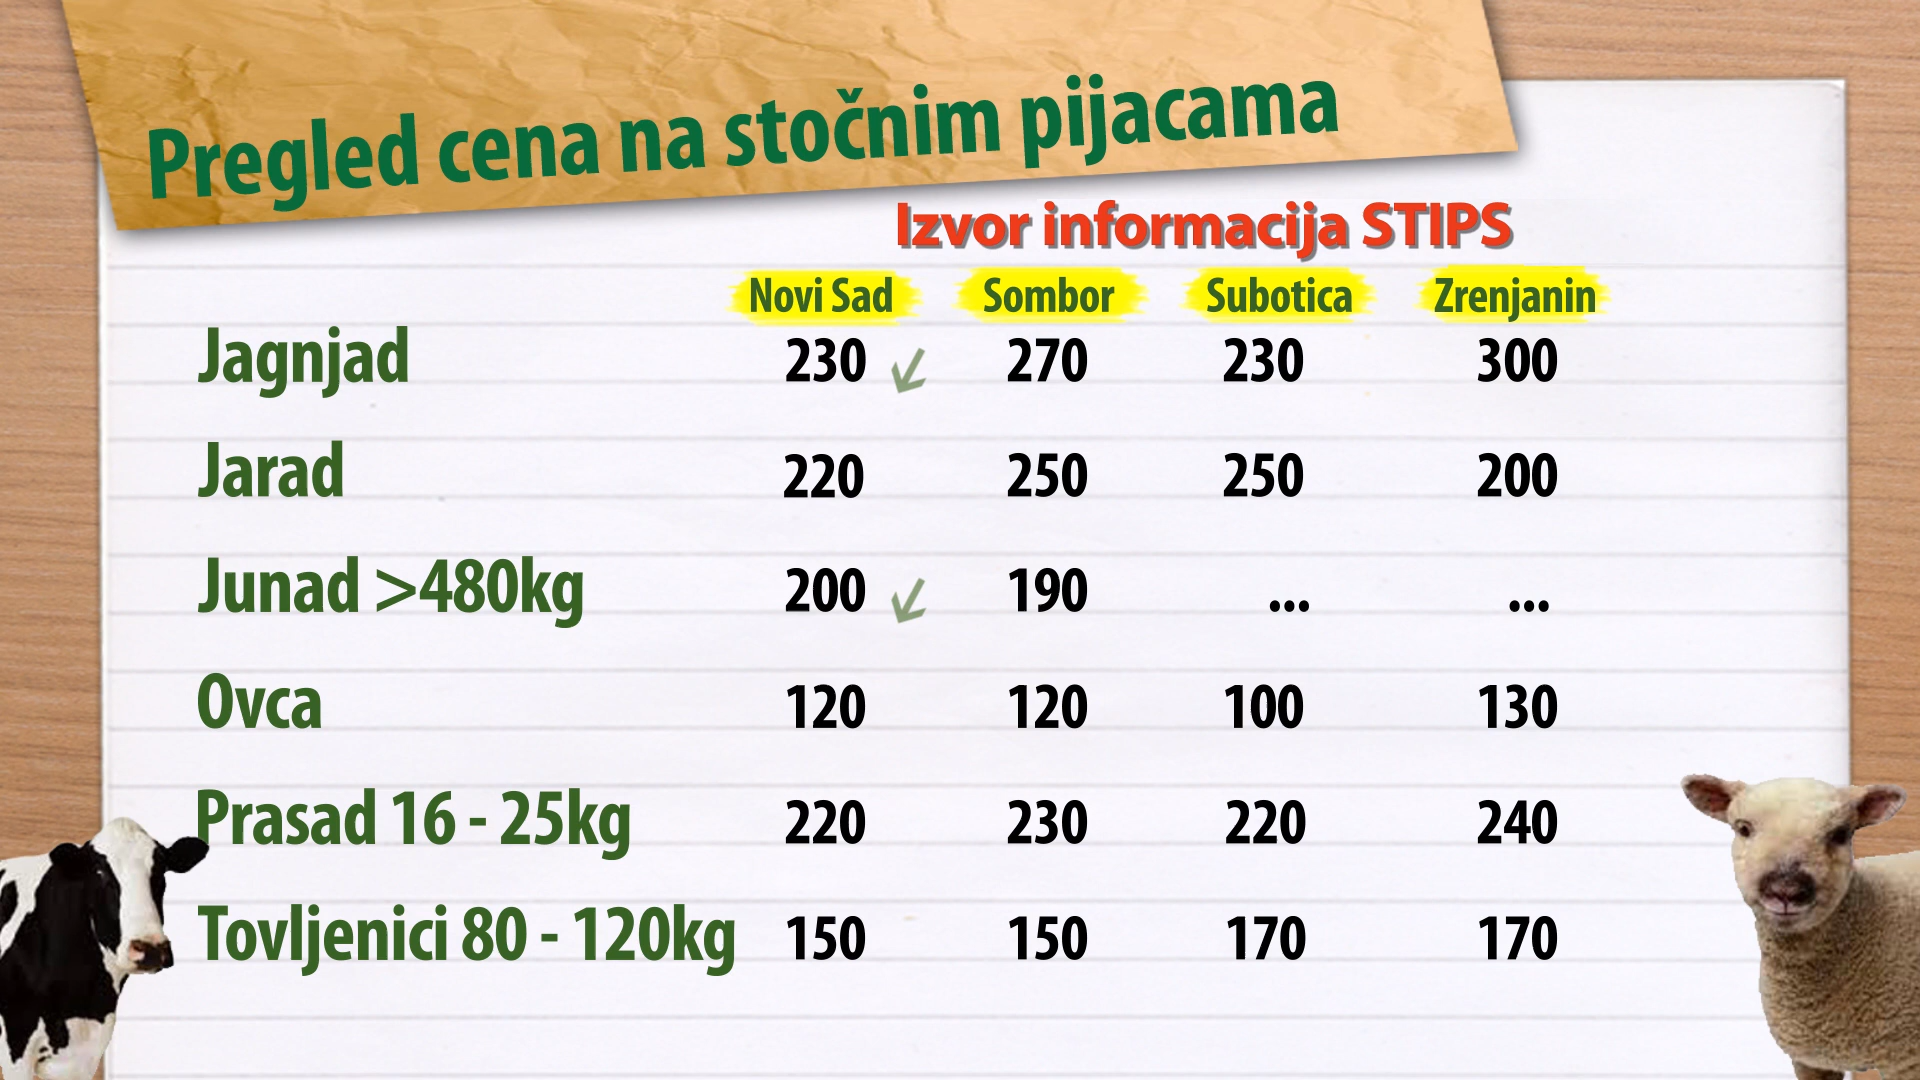 Pregled cena na stočnim pijacama
Izvor informacija STIPS
Novi Sad Sombor Subotica Zrenjanin
Jagnjad 230 270 230 300
Jarad 220 250 250 200
Junad >480kg 200 190 ... ...
Ovca 120 120 100 130
Prasad 16 - 25kg 220 230 220 240
Tovljenici 80 - 120kg 150 150 170 170